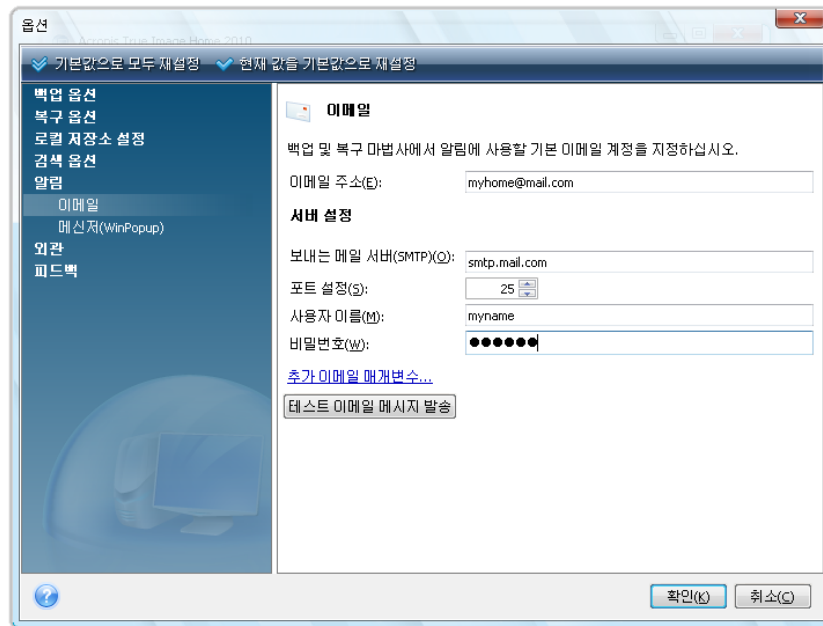 옵션
Acronis True Image Home 2010
기본값으로 모두 재설정 현재 값을 기본값으로 재설정
백업 옵션
복구 옵션
로컬 저장소 설정
검색 옵션
알림
이메일
메신저(WinPopup)
외관
피드백
이메일
백업 및 복구 마법사에서 알림에 사용할 기본 이메일 계정을 지정하십시오.
이메일 주소(E): myhome@mail.com
서버 설정
보내는 메일 서버(SMTP)(O): smtp.mail.com
포트 설정(S): 25
사용자 이름(M): myname
비밀번호(W): ●●●●●●
추가 이메일 매개변수...
테스트 이메일 메시지 발송
확인(K) 취소(C)